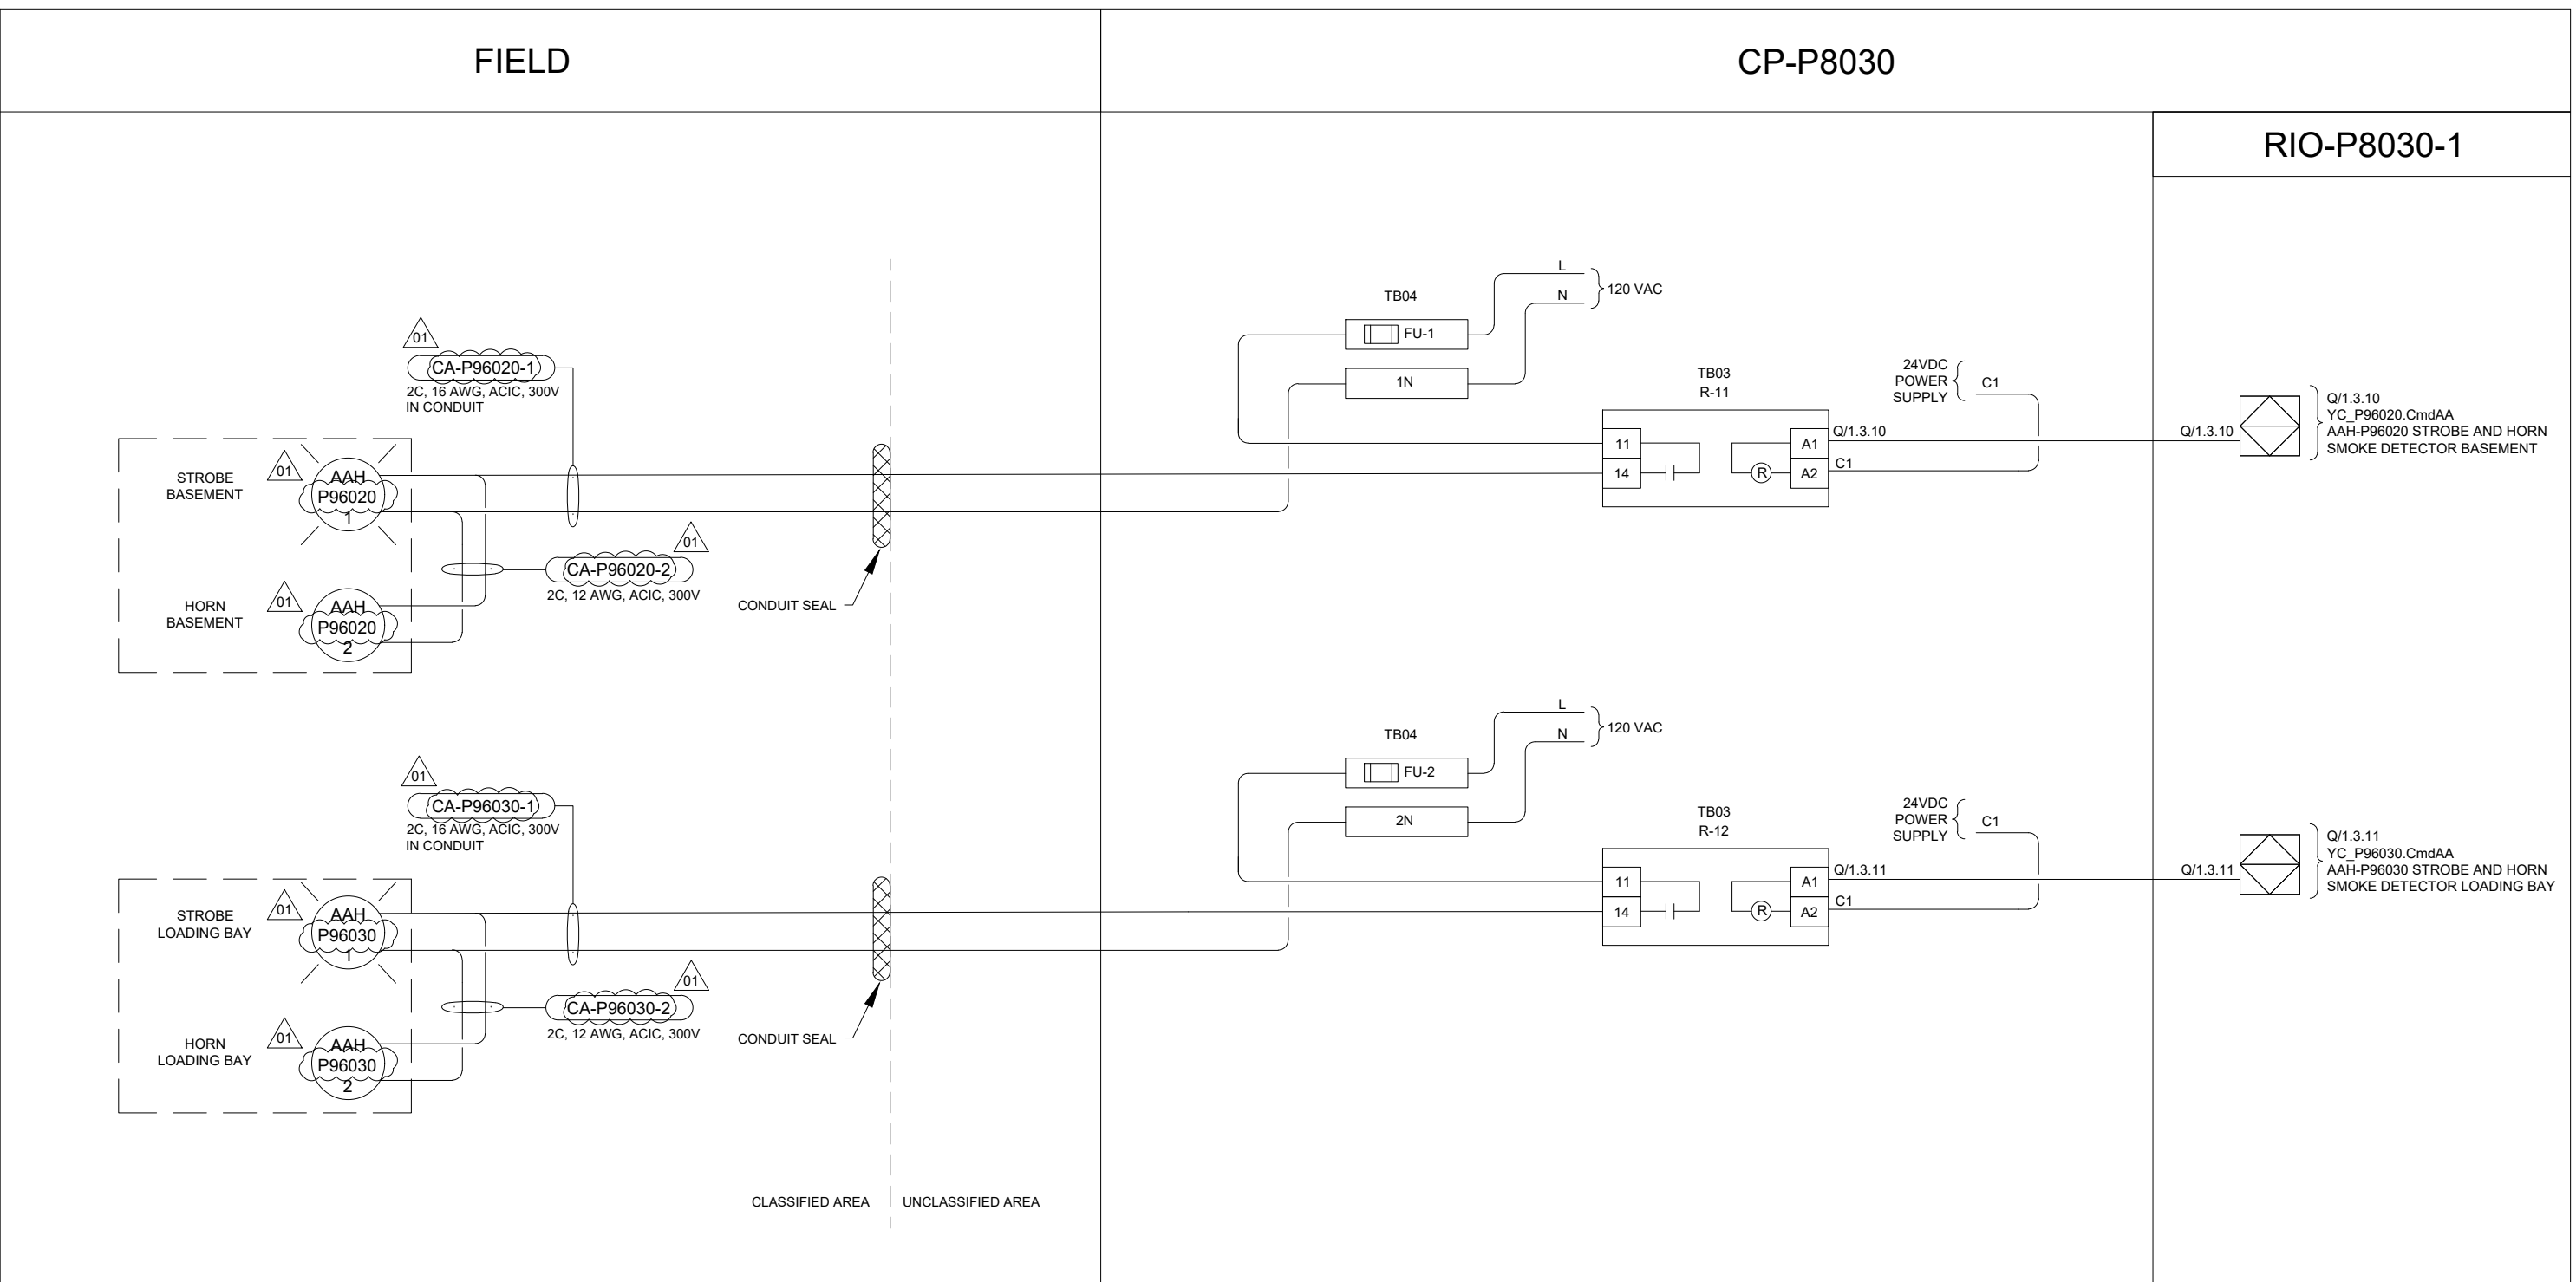 FIELD
CP-P8030
RIO-P8030-1
L
N
120 VAC
TB04
FU-1
1N
01
CA-P96020-1
2C, 16 AWG, ACIC, 300V
IN CONDUIT
TB03
R-11
11
14
R
A1
A2
Q/1.3.10
C1
24VDC
POWER
SUPPLY
C1
Q/1.3.10
Q/1.3.10
YC_P96020.CmdAA
AAH-P96020 STROBE AND HORN
SMOKE DETECTOR BASEMENT
STROBE
BASEMENT
01
AAH
P96020
1
01
CA-P96020-2
2C, 12 AWG, ACIC, 300V
HORN
BASEMENT
01
AAH
P96020
2
CONDUIT SEAL
L
N
120 VAC
TB04
FU-2
2N
01
CA-P96030-1
2C, 16 AWG, ACIC, 300V
IN CONDUIT
TB03
R-12
11
14
R
A1
A2
Q/1.3.11
C1
24VDC
POWER
SUPPLY
C1
Q/1.3.11
Q/1.3.11
YC_P96030.CmdAA
AAH-P96030 STROBE AND HORN
SMOKE DETECTOR LOADING BAY
STROBE
LOADING BAY
01
AAH
P96030
1
01
CA-P96030-2
2C, 12 AWG, ACIC, 300V
HORN
LOADING BAY
01
AAH
P96030
2
CONDUIT SEAL
CLASSIFIED AREA
UNCLASSIFIED AREA